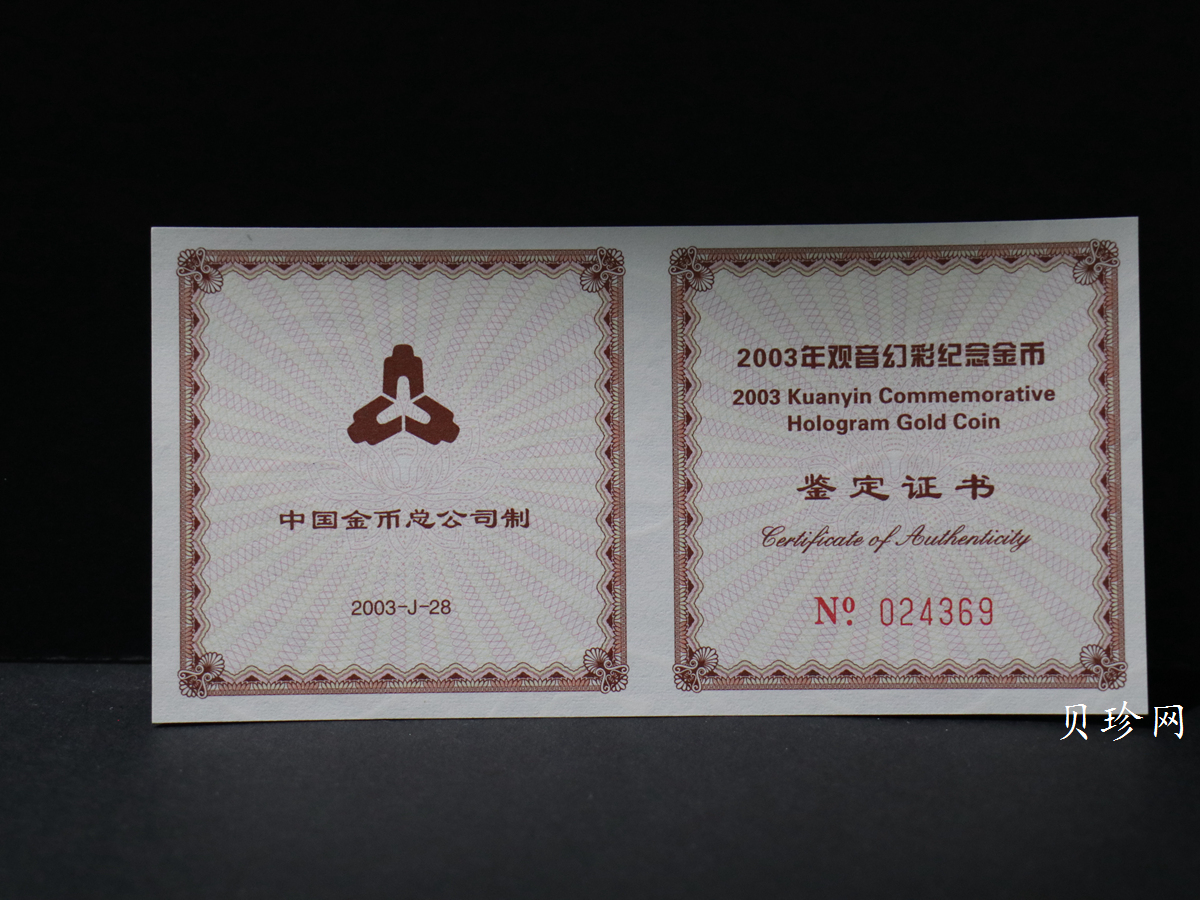 中国金币总公司制
2003-J-28
2003年观音幻彩纪念金币
2003 Kuanyin Commemorative
Hologram Gold Coin
鉴定证书
Certificate of Authenticity
Nº 024369
贝珍网